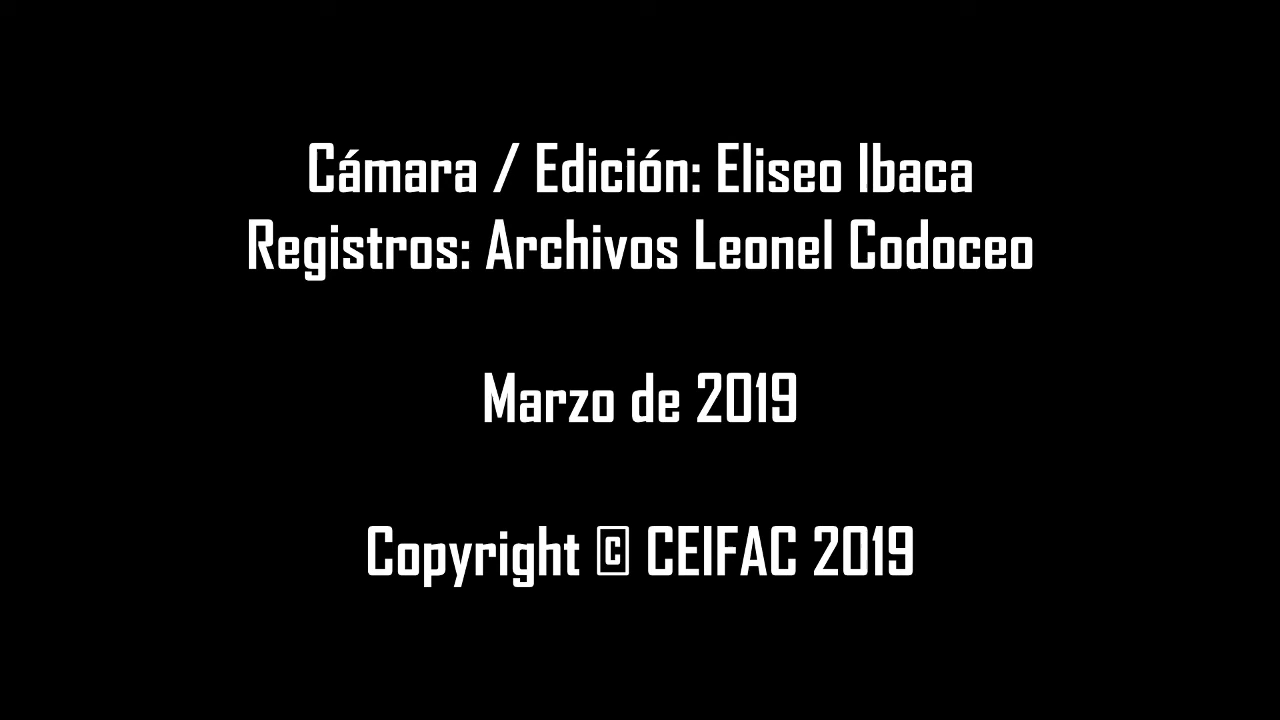 Cámara / Edición: Eliseo Ibaca
Registros: Archivos Leonel Codoceo
Marzo de 2019
Copyright © CEIFAC 2019